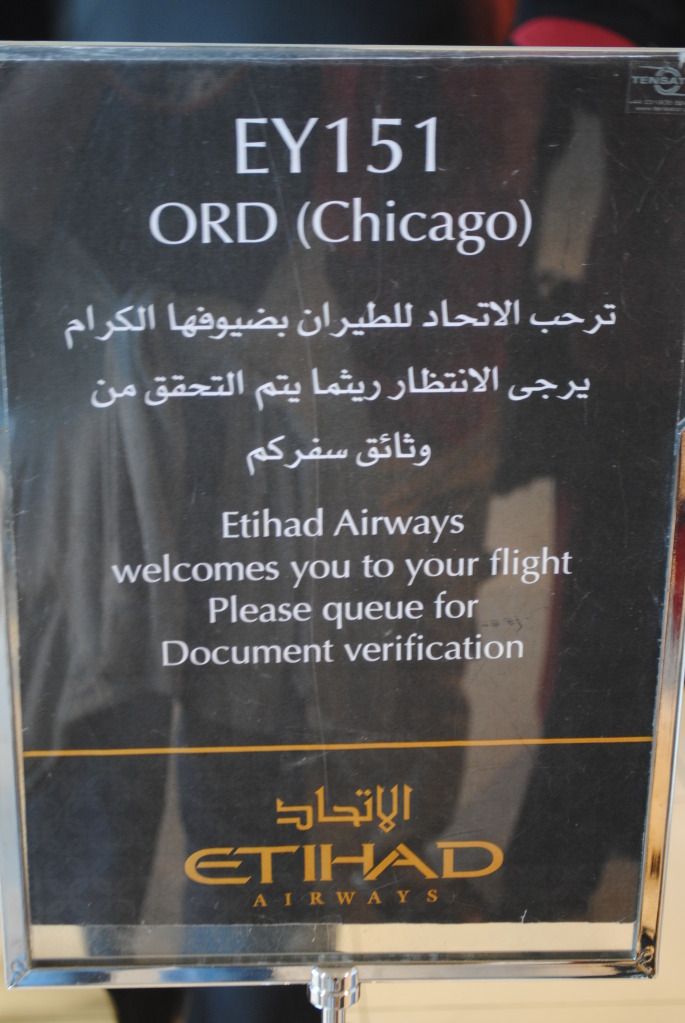 EY151
ORD (Chicago)
ترحب الاتحاد للطيران بضيوفها الكرام
يرجى الانتظار ريثما يتم التحقق من
وثائق سفركم
Etihad Airways
welcomes you to your flight
Please queue for
Document verification
الاتحاد
ETIHAD
AIRWAYS